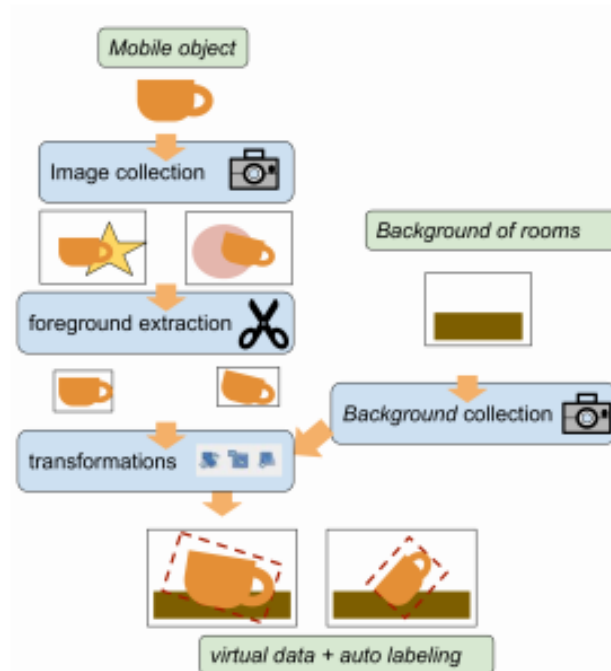 Mobile object
Image collection
Background of rooms
foreground extraction
Background collection
transformations
virtual data + auto labeling